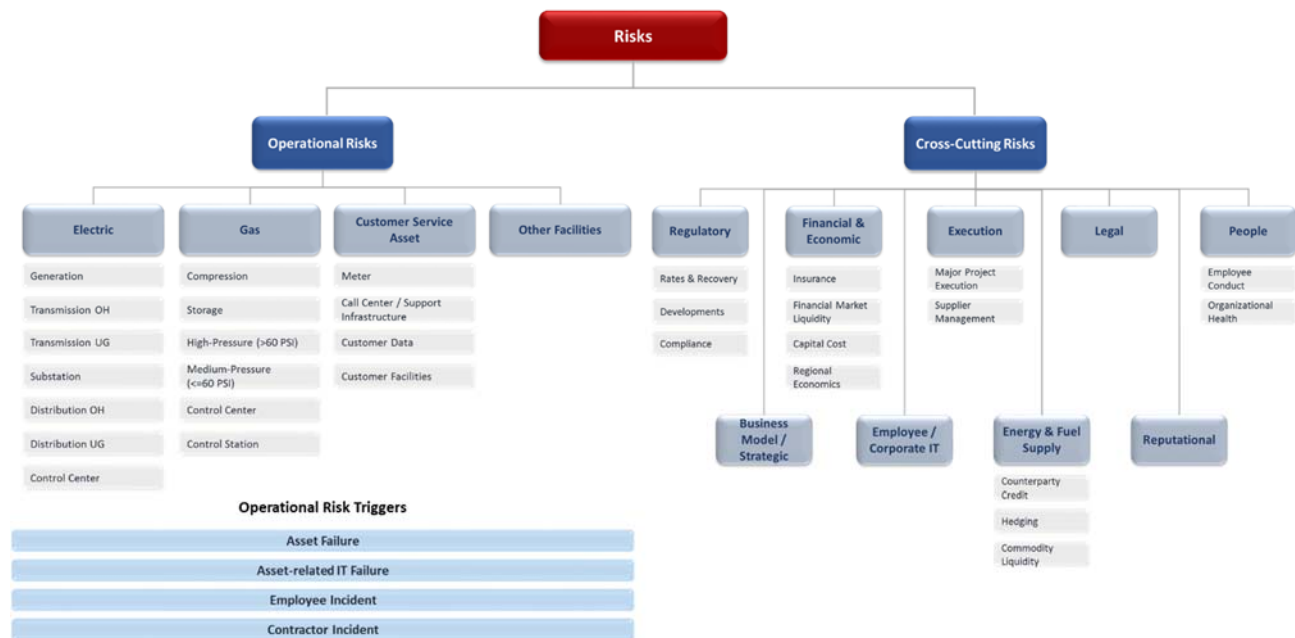 Risks
Operational Risks
Cross-Cutting Risks
Electric
Generation
Transmission OH
Transmission UG
Substation
Distribution OH
Distribution UG
Control Center
Gas
Compression
Storage
High-Pressure (>60 PSI)
Medium-Pressure
(<=60 PSI)
Control Center
Control Station
Customer Service
Asset
Meter
Call Center / Support
Infrastructure
Customer Data
Customer Facilities
Other Facilities
Regulatory
Rates & Recovery
Developments
Compliance
Financial &
Economic
Insurance
Financial Market
Liquidity
Capital Cost
Regional
Economics
Execution
Major Project
Execution
Supplier
Management
Legal
People
Employee
Conduct
Organizational
Health
Business
Model /
Strategic
Employee /
Corporate IT
Energy & Fuel
Supply
Counterparty
Credit
Hedging
Commodity
Liquidity
Reputational
Operational Risk Triggers
Asset Failure
Asset-related IT Failure
Employee Incident
Contractor Incident